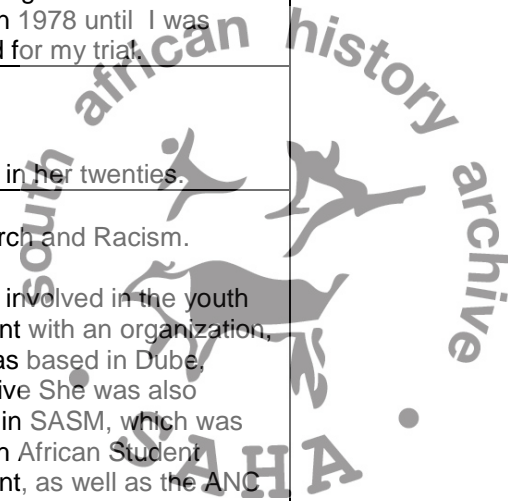 n 1978 until I was
d for my trial.
in her twenties.
rch and Racism.
involved in the youth
nt with an organization,
as based in Dube,
ive She was also
in SASM, which was
n African Student
nt, as well as the ANC
south african history archive
• SAHA •